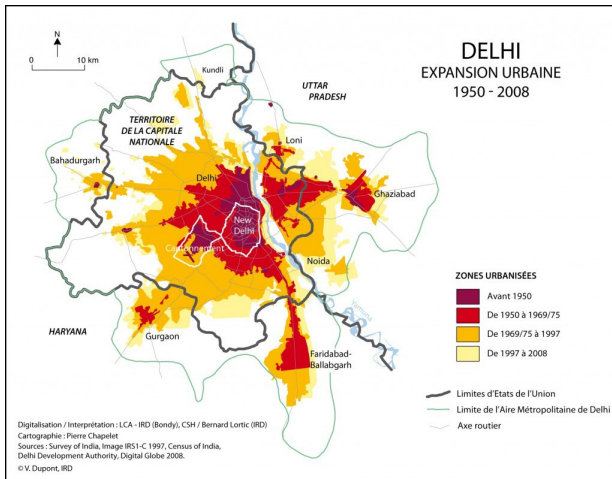 DELHI
EXPANSION URBAINE
1950 - 2008
N
0 10 km
Kundli
UTTAR
PRADESH
TERRITOIRE
DE LA CAPITALE
NATIONALE
Loni
Bahadurgarh
Delhi
Ghaziabad
New
Delhi
Cantonnement
Noida
Yamuna
HARYANA
Gurgaon
Faridabad-
Ballabgarh
ZONES URBANISÉES
Avant 1950
De 1950 à 1969/75
De 1969/75 à 1997
De 1997 à 2008
Limites d'Etats de l'Union
Limite de l'Aire Métropolitaine de Delhi
Axe routier
Digitalisation / Interprétation : LCA - IRD (Bondy), CSH / Bernard Lortic (IRD)
Cartographie : Pierre Chapelet
Sources : Survey of India, Image IRS1-C 1997, Census of India,
Delhi Development Authority, Digital Globe 2008.
© V. Dupont, IRD